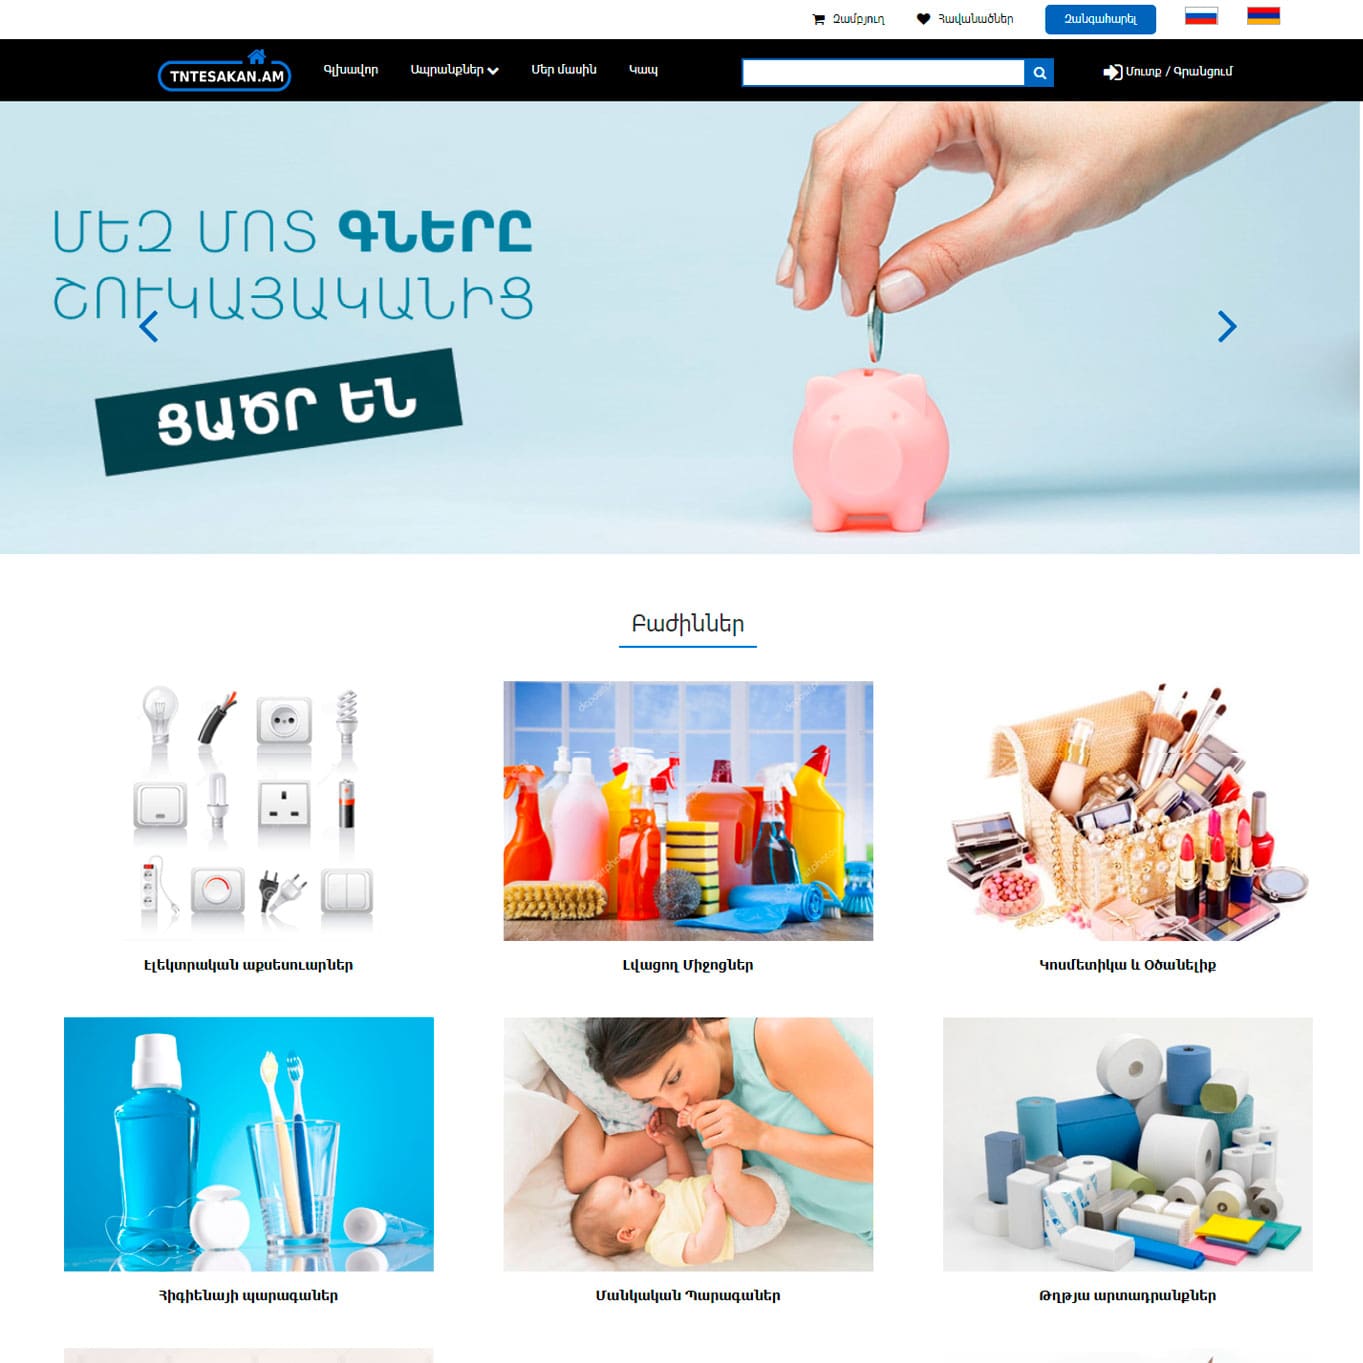 Զամբյուղ
Հավանածներ
Զանգահարել
TNTESAKAN.AM
Գլխավոր
Ապրանքներ
Մեր մասին
Կապ
Մուտք / Գրանցում
ՄԵԶ ՄՈՏ ԳՆԵՐԸ
ՇՈՒԿԱՅԱԿԱՆԻՑ
ՑԱԾՐ ԵՆ
Բաժիններ
Էլեկտրական աքսեսուարներ
Լվացող Միջոցներ
Կոսմետիկա և Օծանելիք
Հիգիենայի պարագաներ
Մանկական Պարագաներ
Թղթյա արտադրանքներ